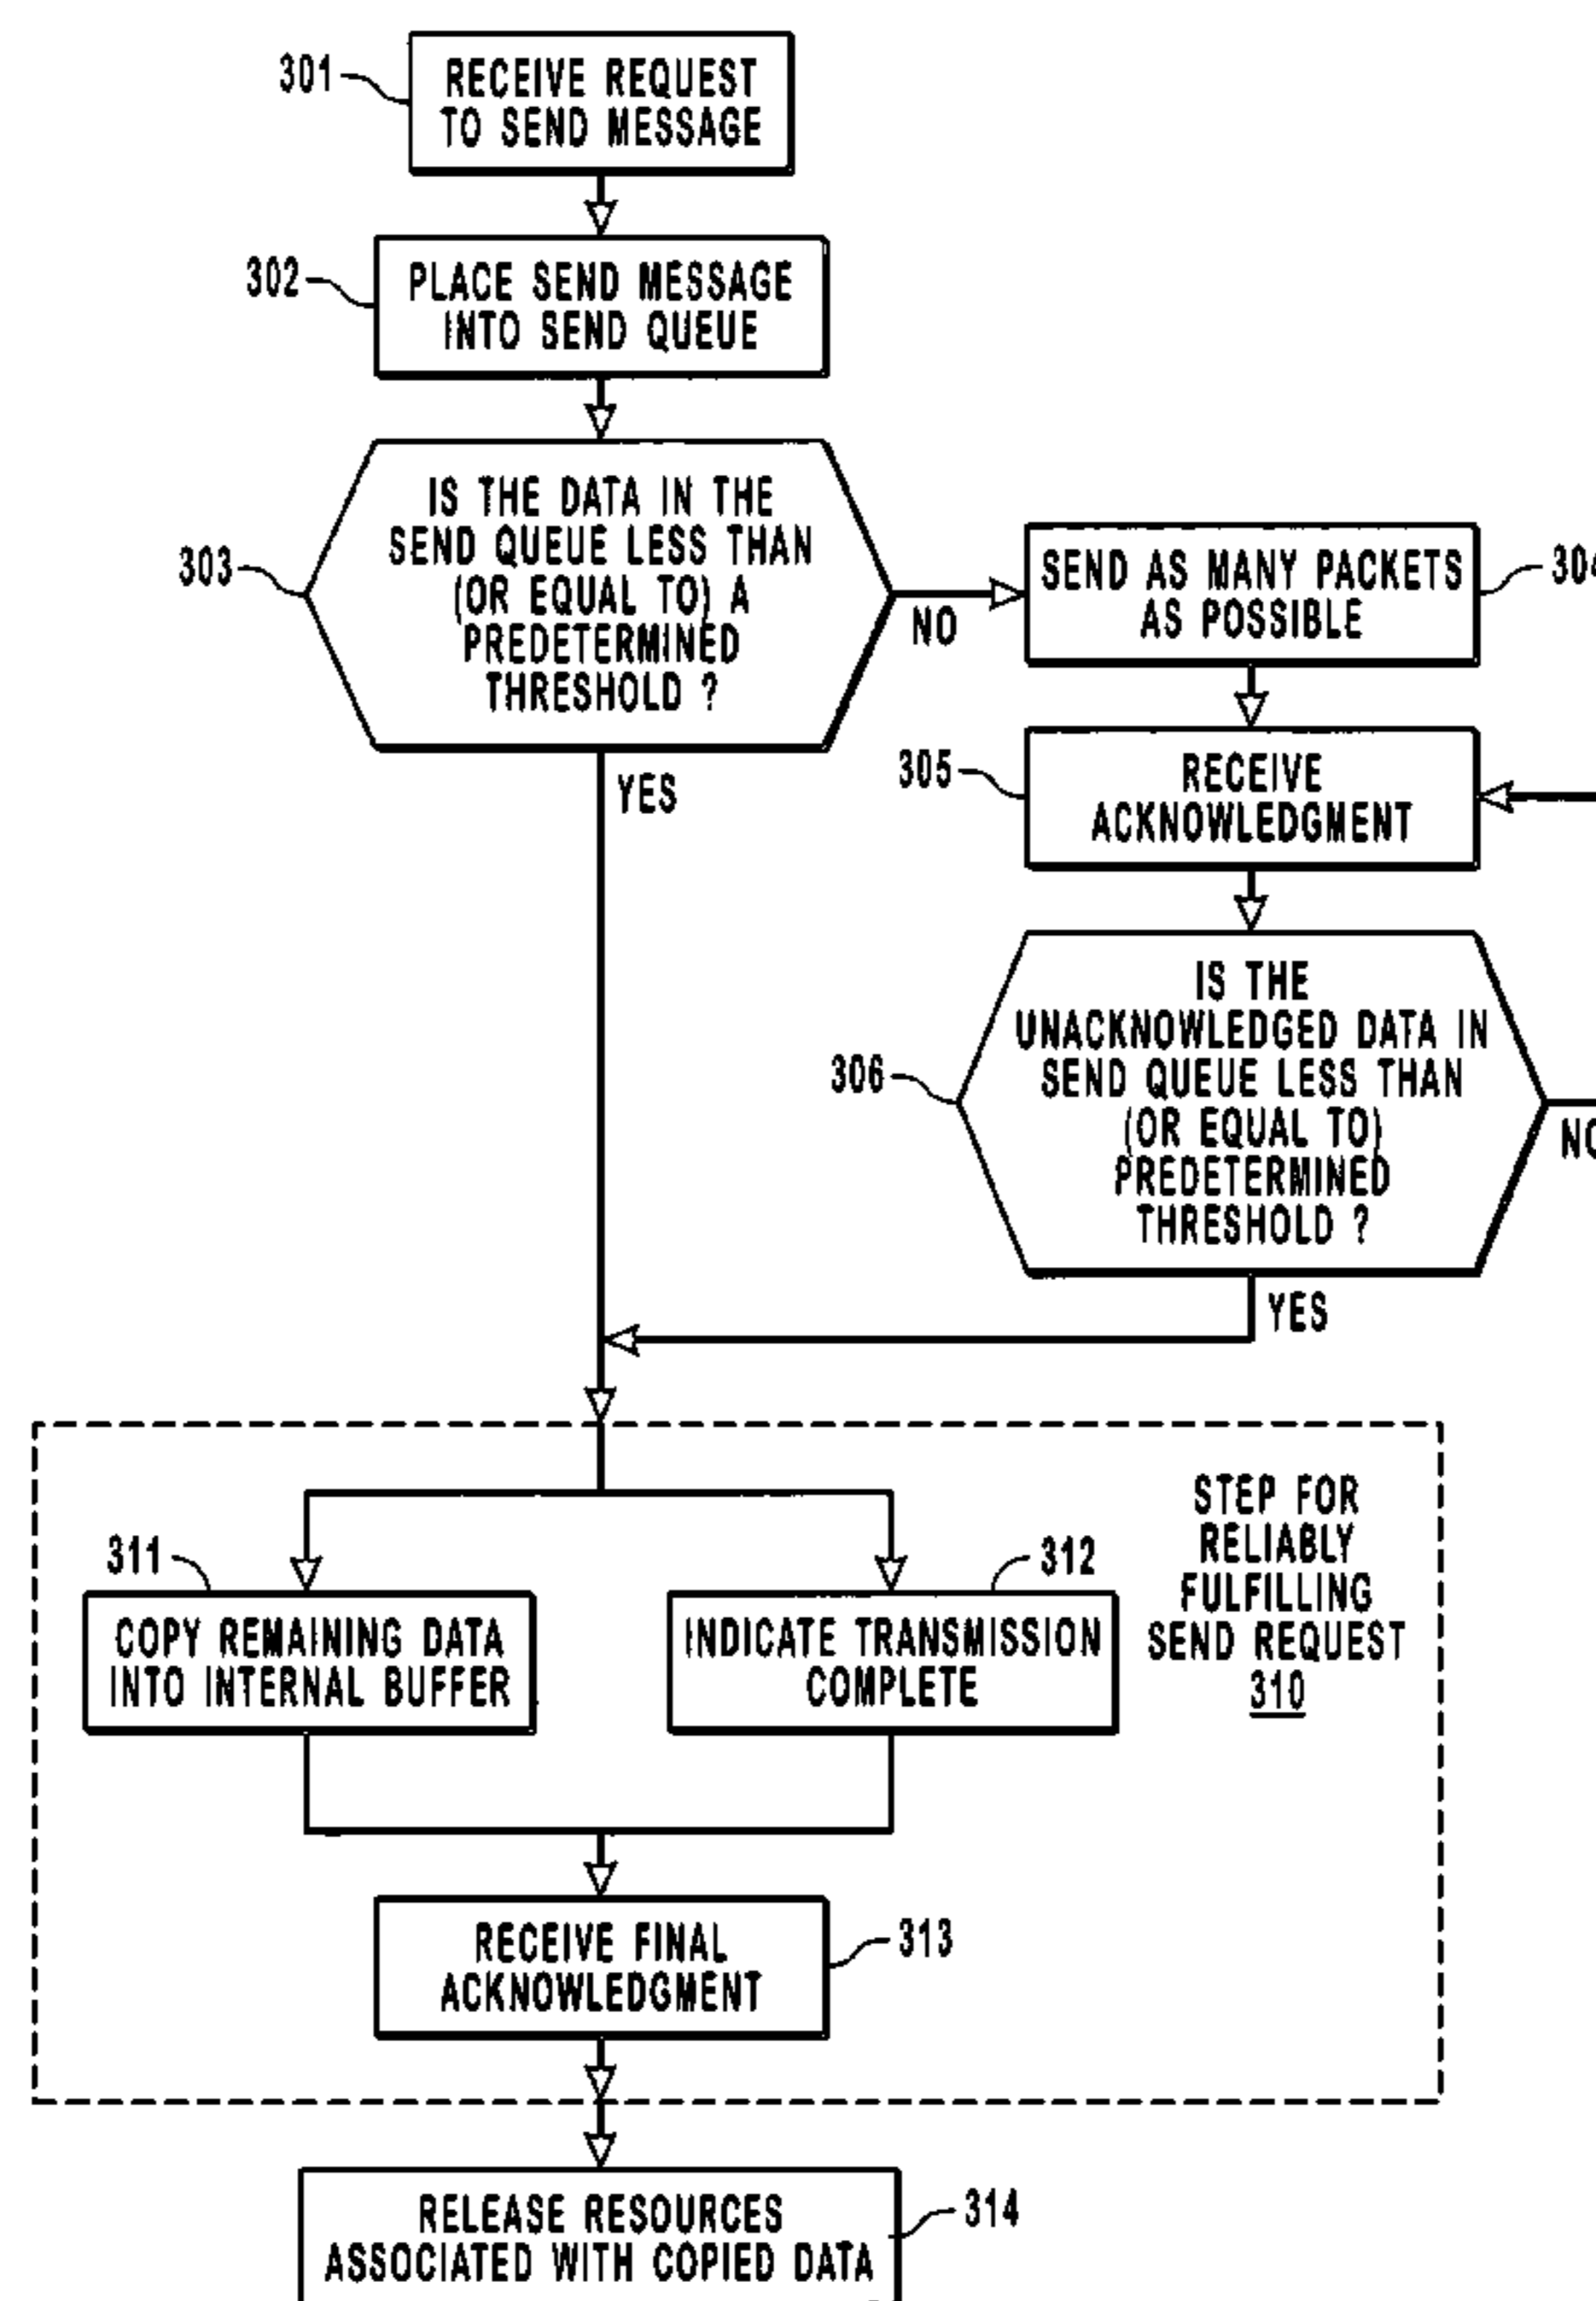 301
RECEIVE REQUEST
TO SEND MESSAGE
302
PLACE SEND MESSAGE
INTO SEND QUEUE
303
IS THE DATA IN THE
SEND QUEUE LESS THAN
(OR EQUAL TO) A
PREDETERMINED
THRESHOLD ?
NO
YES
SEND AS MANY PACKETS
AS POSSIBLE
304
305
RECEIVE
ACKNOWLEDGMENT
306
IS THE
UNACKNOWLEDGED DATA IN
SEND QUEUE LESS THAN
(OR EQUAL TO)
PREDETERMINED
THRESHOLD ?
NO
YES
STEP FOR
RELIABLY
FULFILLING
SEND REQUEST
310
311
COPY REMAINING DATA
INTO INTERNAL BUFFER
312
INDICATE TRANSMISSION
COMPLETE
RECEIVE FINAL
ACKNOWLEDGMENT
313
RELEASE RESOURCES
ASSOCIATED WITH COPIED DATA
314